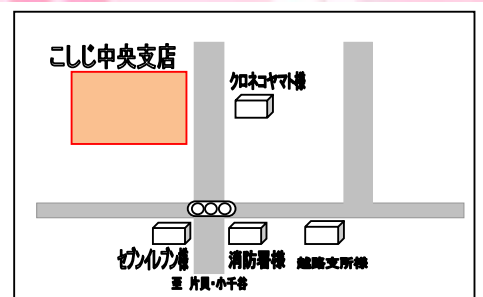 こしじ中央支店
クロネコヤマト様
セブンイレブン様
消防署様
越路支所様
至 片貝・小千谷